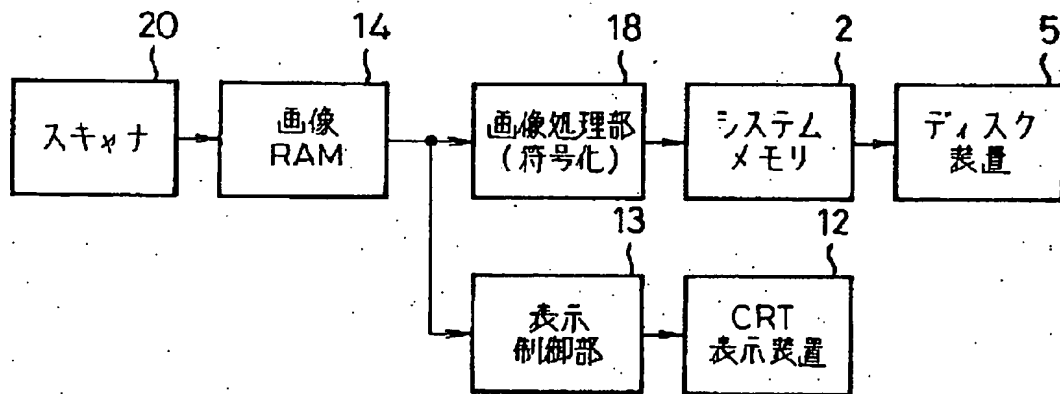 20
14
18
2
5
スキャナ
画像
RAM
画像処理部
(符号化)
システム
メモリ
ディスク
装置
13
12
表示
制御部
CRT
表示装置